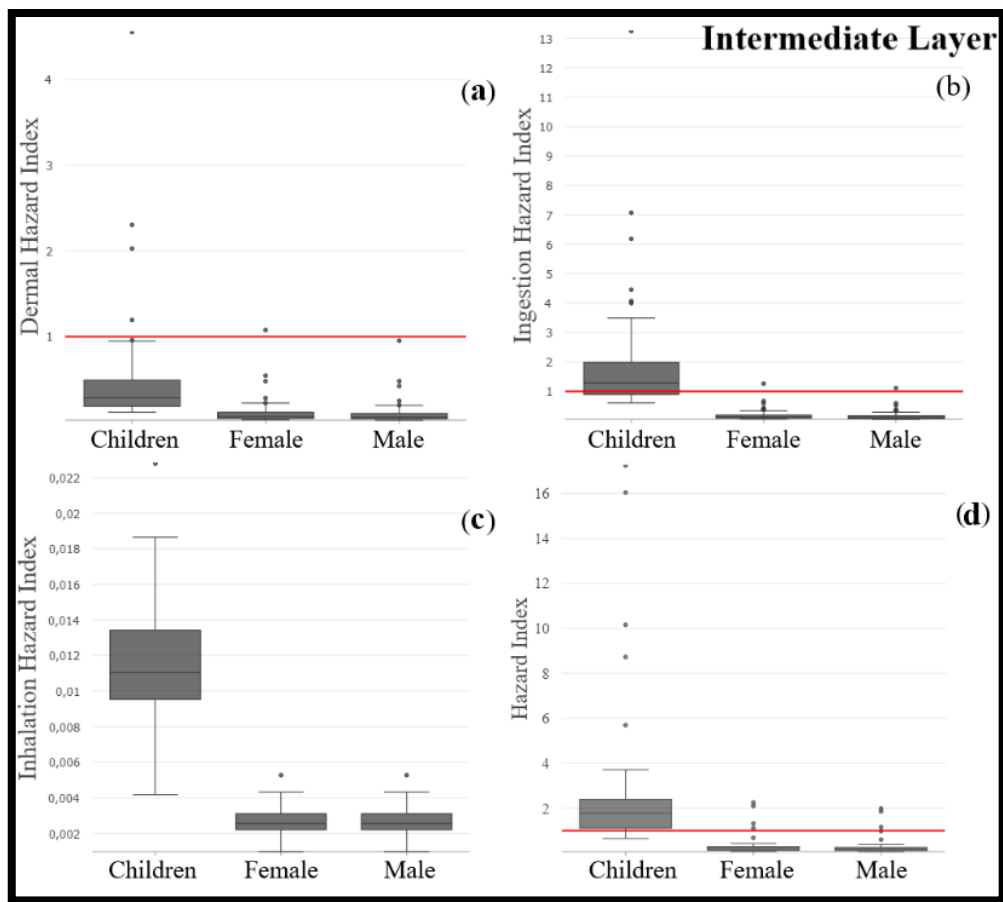 Intermediate Layer
(a)
Dermal Hazard Index
4
3
2
1
Children Female Male
(b)
Ingestion Hazard Index
13
12
11
10
9
8
7
6
5
4
3
2
1
Children Female Male
(c)
Inhalation Hazard Index
0,022
0,02
0,018
0,016
0,014
0,012
0,01
0,008
0,006
0,004
0,002
Children Female Male
(d)
Hazard Index
16
14
12
10
8
6
4
2
Children Female Male